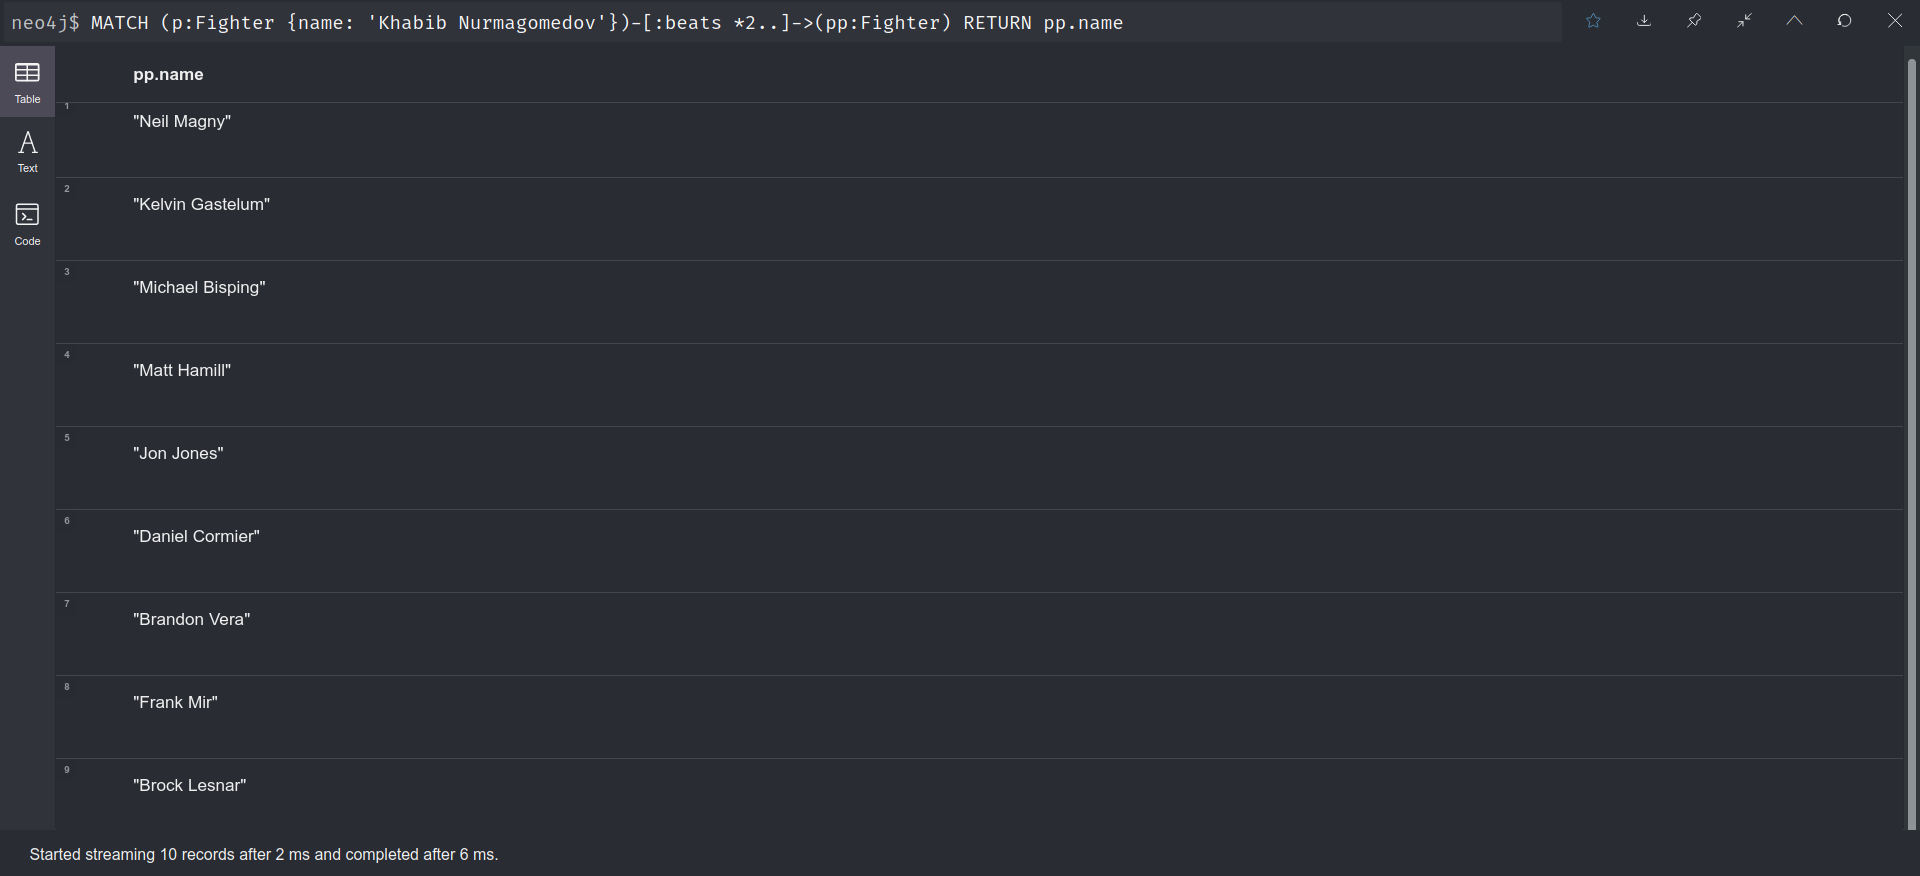 neo4j$ MATCH (p:Fighter {name: 'Khabib Nurmagomedov'})-[:beats *2..]->(pp:Fighter) RETURN pp.name
Table
Text
Code
pp.name
1
"Neil Magny"
2
"Kelvin Gastelum"
3
"Michael Bisping"
4
"Matt Hamill"
5
"Jon Jones"
6
"Daniel Cormier"
7
"Brandon Vera"
8
"Frank Mir"
9
"Brock Lesnar"
Started streaming 10 records after 2 ms and completed after 6 ms.